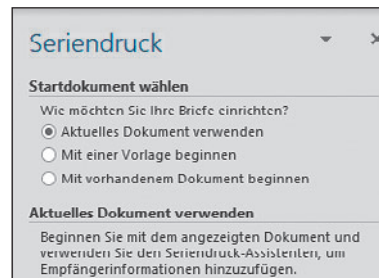 Seriendruck
Startdokument wählen
Wie möchten Sie Ihre Briefe einrichten?
Aktuelles Dokument verwenden
Mit einer Vorlage beginnen
Mit vorhandenem Dokument beginnen
Aktuelles Dokument verwenden
Beginnen Sie mit dem angezeigten Dokument und
verwenden Sie den Seriendruck-Assistenten, um
Empfängerinformationen hinzuzufügen.